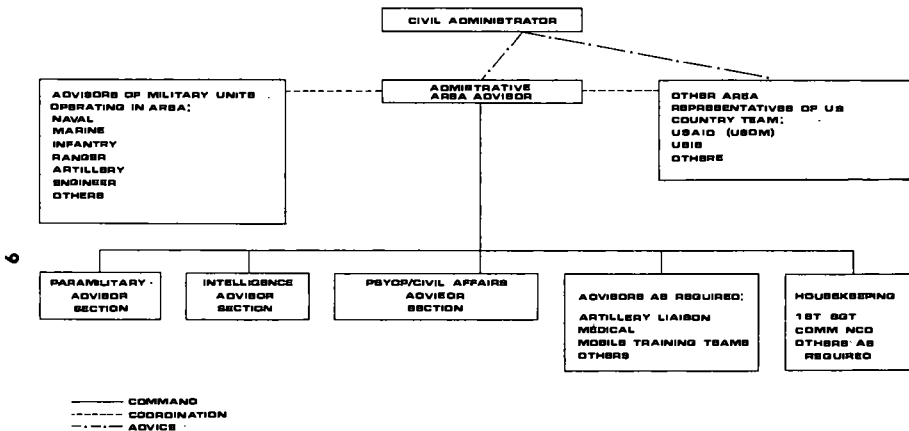 CIVIL ADMINISTRATOR
ADVISORS OF MILITARY UNITS
OPERATING IN AREA:
NAVAL
MARINE
INFANTRY
RANGER
ARTILLERY
ENGINEER
OTHERS
ADMISTRATIVE
AREA ADVISOR
OTHER AREA
REPRESENTATIVES OF US
COUNTRY TEAM:
USAID (USOM)
USIS
OTHERE
6
PARAMILITARY
ADVISOR
SECTION
INTELLIGENCE
ADVISOR
SECTION
PSYOP/CIVIL AFFAIRS
ADVISOR
SECTION
ADVISORS AS REQUIRED:
ARTILLERY LIAISON
MEDICAL
MOBILE TRAINING TEAMS
OTHERS
HOUSEKEEPING
1ST SGT
COMM NCO
OTHERS AS
REQUIRED
COMMAND
COORDINATION
ADVICE